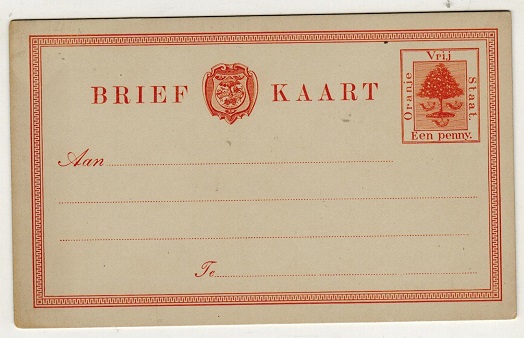 BRIEF KAART
Oranje Vrij Staat.
Een penny.
Aan
Te